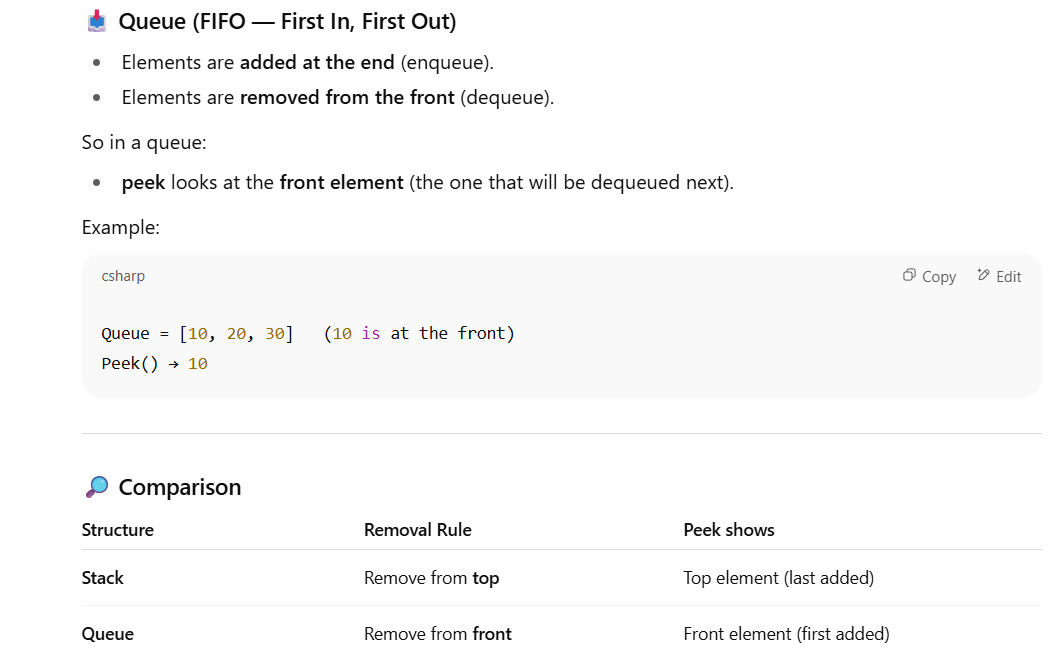 Queue (FIFO — First In, First Out)
Elements are added at the end (enqueue).
Elements are removed from the front (dequeue).
So in a queue:
peek looks at the front element (the one that will be dequeued next).
Example:
csharp Copy Edit
Queue = [10, 20, 30]   (10 is at the front)
Peek() → 10
Comparison
Structure Removal Rule Peek shows
Stack Remove from top Top element (last added)
Queue Remove from front Front element (first added)